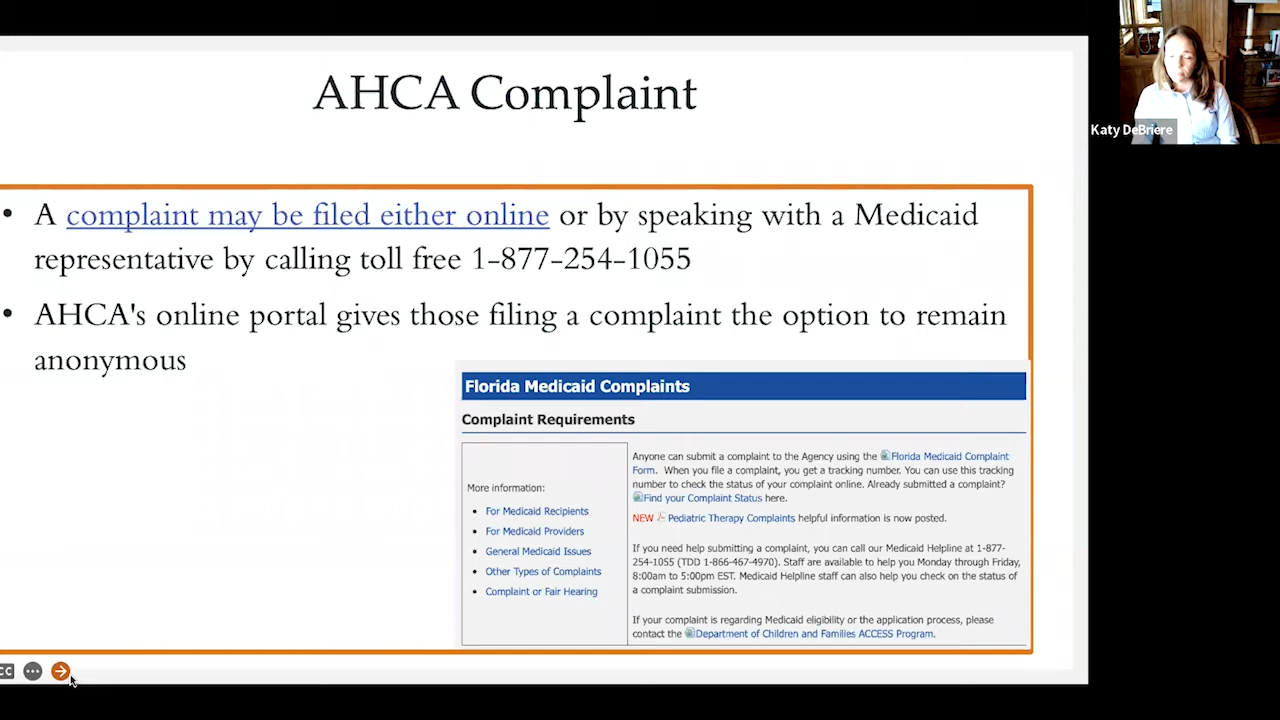 AHCA Complaint
Katy DeBriere
• A complaint may be filed either online or by speaking with a Medicaid
representative by calling toll free 1-877-254-1055
• AHCA's online portal gives those filing a complaint the option to remain
anonymous
Florida Medicaid Complaints
Complaint Requirements
More information:
• For Medicaid Recipients
• For Medicaid Providers
• General Medicaid Issues
• Other Types of Complaints
• Complaint or Fair Hearing
Anyone can submit a complaint to the Agency using the Florida Medicaid Complaint
Form. When you file a complaint, you get a tracking number. You can use this tracking
number to check the status of your complaint online. Already submitted a complaint?
Find your Complaint Status here.
NEW Pediatric Therapy Complaints helpful information is now posted.
If you need help submitting a complaint, you can call our Medicaid Helpline at 1-877-
254-1055 (TDD 1-866-467-4970). Staff are available to help you Monday through Friday,
8:00am to 5:00pm EST. Medicaid Helpline staff can also help you check on the status of
a complaint submission.
If your complaint is regarding Medicaid eligibility or the application process, please
contact the Department of Children and Families ACCESS Program.
CC